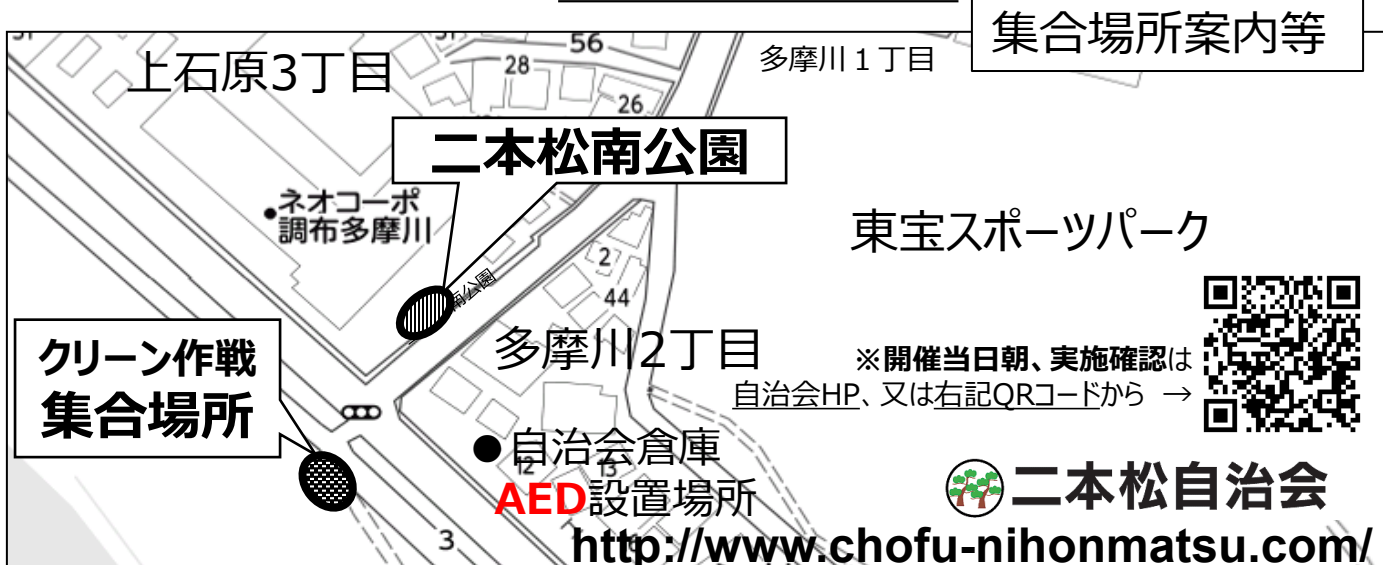 集合場所案内等
上石原3丁目
56
28
26
多摩川1丁目
二本松南公園
ネオコーポ
調布多摩川
南公園
東宝スポーツパーク
2
44
クリーン作戦
集合場所
多摩川2丁目
※開催当日朝、実施確認は
自治会HP、又は右記QRコードから →
自治会倉庫
12
13
AED設置場所
3
二本松自治会
http://www.chofu-nihonmatsu.com/